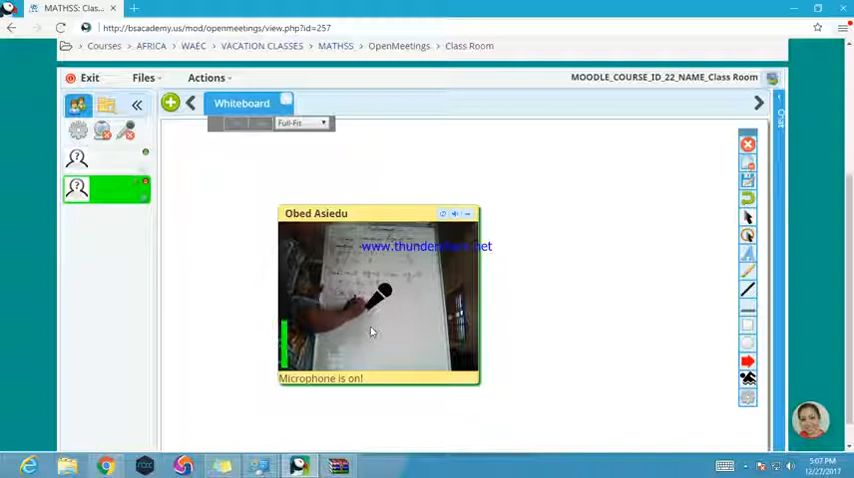 MATHSS: Clas...
http://bsacademy.us/mod/openmeetings/view.php?id=257
Courses AFRICA WAEC VACATION CLASSES MATHSS OpenMeetings Class Room
Exit Files Actions MOODLE_COURSE_ID_22_NAME_Class Room
Whiteboard
Full-Fit
Chat
Obed Asiedu
www.thundershare.net
Microphone is on!
5:07 PM
12/27/2017